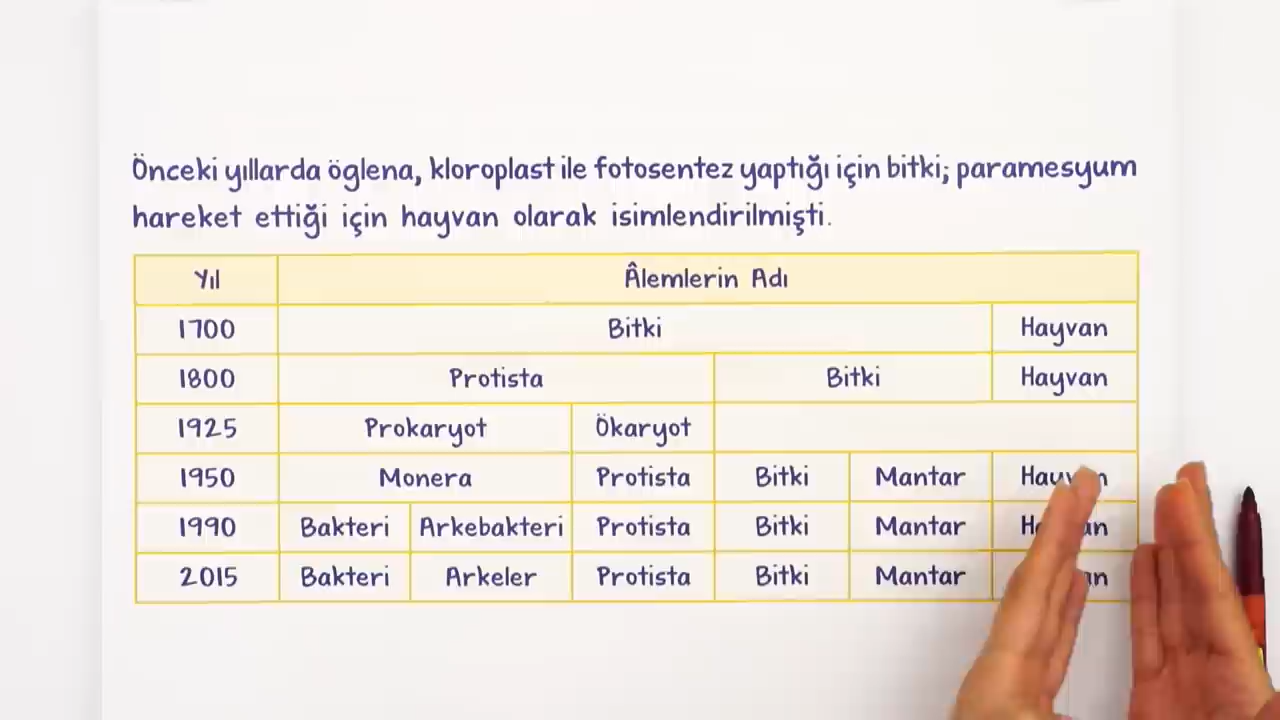 Önceki yıllarda öglena, kloroplast ile fotosentez yaptığı için bitki; paramesyum
hareket ettiği için hayvan olarak isimlendirilmişti.
Yıl Âlemlerin Adı
1700 Bitki Hayvan
1800 Protista Bitki Hayvan
1925 Prokaryot Ökaryot
1950 Monera Protista Bitki Mantar
1990 Bakteri Arkebakteri Protista Bitki Mantar
2015 Bakteri Arkeler Protista Bitki Mantar